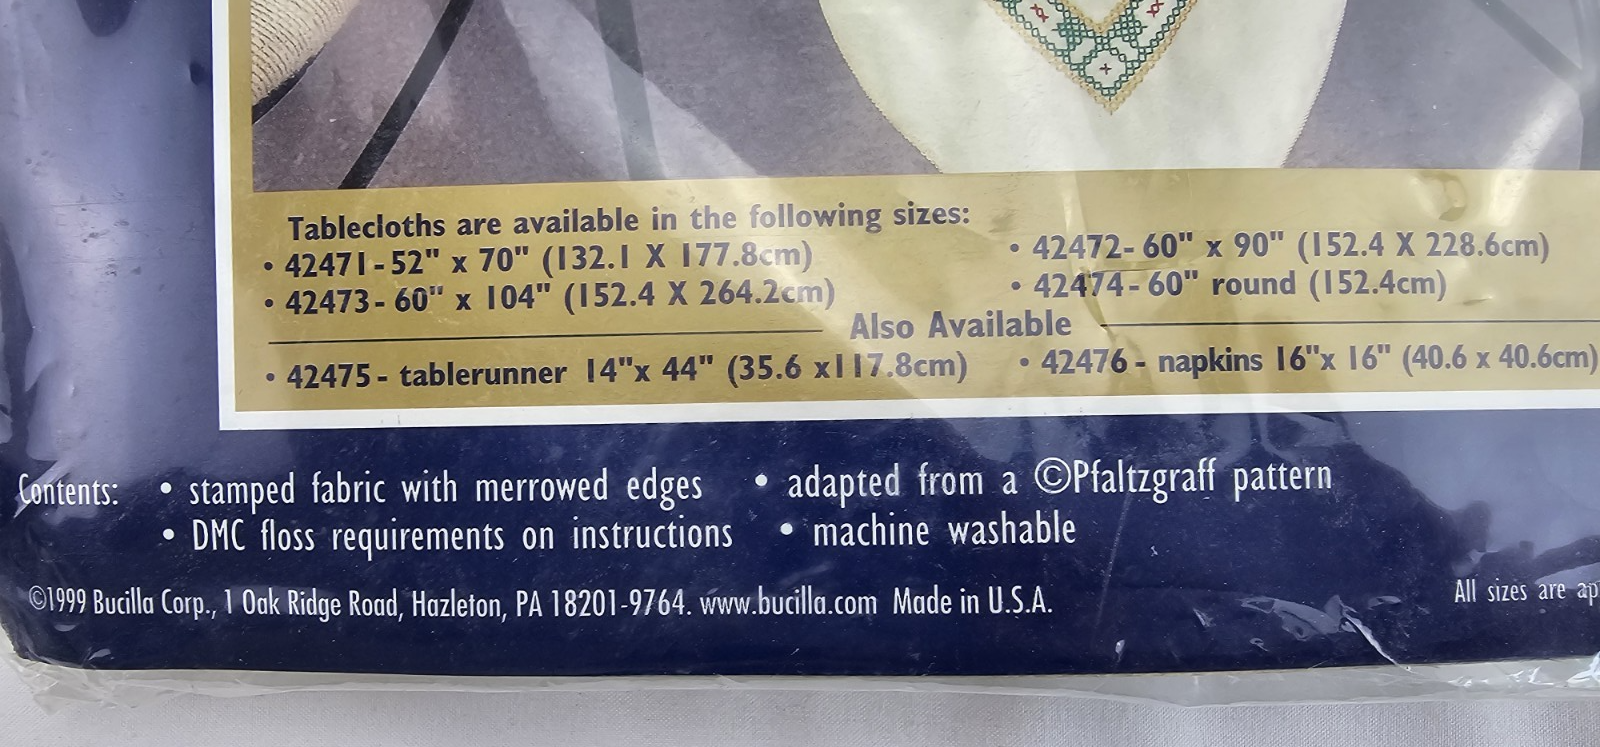 Tablecloths are available in the following sizes:
• 42471-52" x 70" (132.1 X 177.8cm) • 42472- 60" x 90" (152.4 X 228.6cm)
• 42473- 60" x 104" (152.4 X 264.2cm) • 42474- 60" round (152.4cm)
Also Available
• 42475- tablerunner 14"x 44" (35.6 x117.8cm) • 42476 - napkins 16"x 16" (40.6 x 40.6cm)
Contents: • stamped fabric with merrowed edges • adapted from a ©Pfaltzgraff pattern
• DMC floss requirements on instructions • machine washable
©1999 Bucilla Corp., 1 Oak Ridge Road, Hazleton, PA 18201-9764. www.bucilla.com Made in U.S.A.
All sizes are